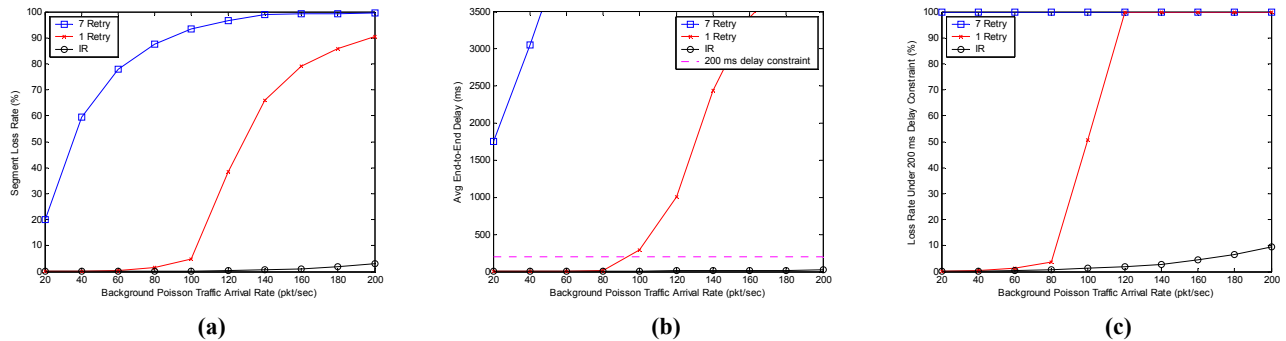 100
90
80
70
60
50
40
30
20
10
0
Segment Loss Rate (%)
7 Retry
1 Retry
IR
20 40 60 80 100 120 140 160 180 200
Background Poisson Traffic Arrival Rate (pkt/sec)
(a)
3500
3000
2500
2000
1500
1000
500
0
Avg End-to-End Delay (ms)
7 Retry
1 Retry
IR
200 ms delay constraint
20 40 60 80 100 120 140 160 180 200
Background Poisson Traffic Arrival Rate (pkt/sec)
(b)
100
90
80
70
60
50
40
30
20
10
0
Loss Rate Under 200 ms Delay Constraint (%)
7 Retry
1 Retry
IR
20 40 60 80 100 120 140 160 180 200
Background Poisson Traffic Arrival Rate (pkt/sec)
(c)